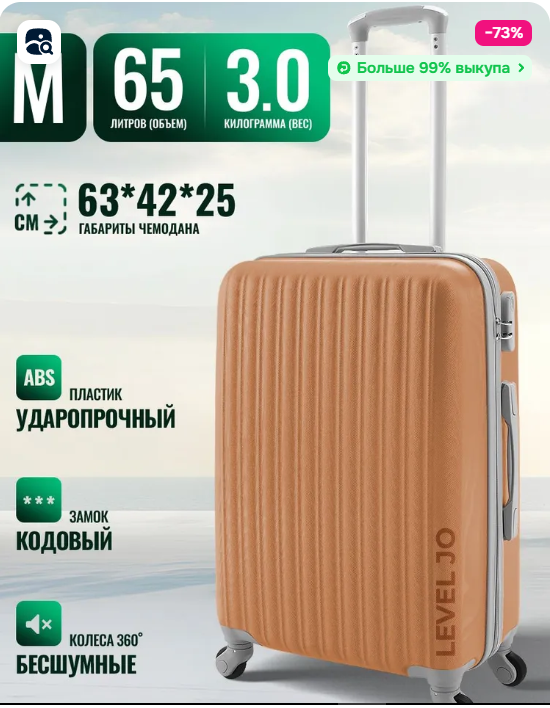 -73%
Больше 99% выкупа
M
65
ЛИТРОВ (ОБЪЕМ)
3.0
КИЛОГРАММА (ВЕС)
СМ
63*42*25
ГАБАРИТЫ ЧЕМОДАНА
ABS
ПЛАСТИК
УДАРОПРОЧНЫЙ
***
ЗАМОК
КОДОВЫЙ
КОЛЕСА 360°
БЕСШУМНЫЕ
LEVEL JO